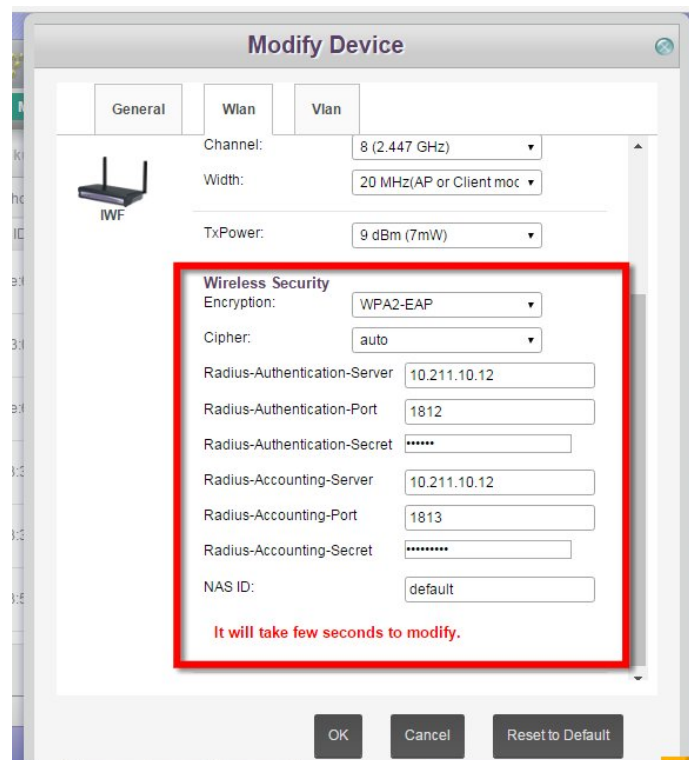 Modify Device
General Wlan Vlan
Channel: 8 (2.447 GHz)
Width: 20 MHz(AP or Client moc
IWF
TxPower: 9 dBm (7mW)
Wireless Security
Encryption: WPA2-EAP
Cipher: auto
Radius-Authentication-Server 10.211.10.12
Radius-Authentication-Port 1812
Radius-Authentication-Secret ••••••
Radius-Accounting-Server 10.211.10.12
Radius-Accounting-Port 1813
Radius-Accounting-Secret •••••••••
NAS ID: default
It will take few seconds to modify.
OK Cancel Reset to Default